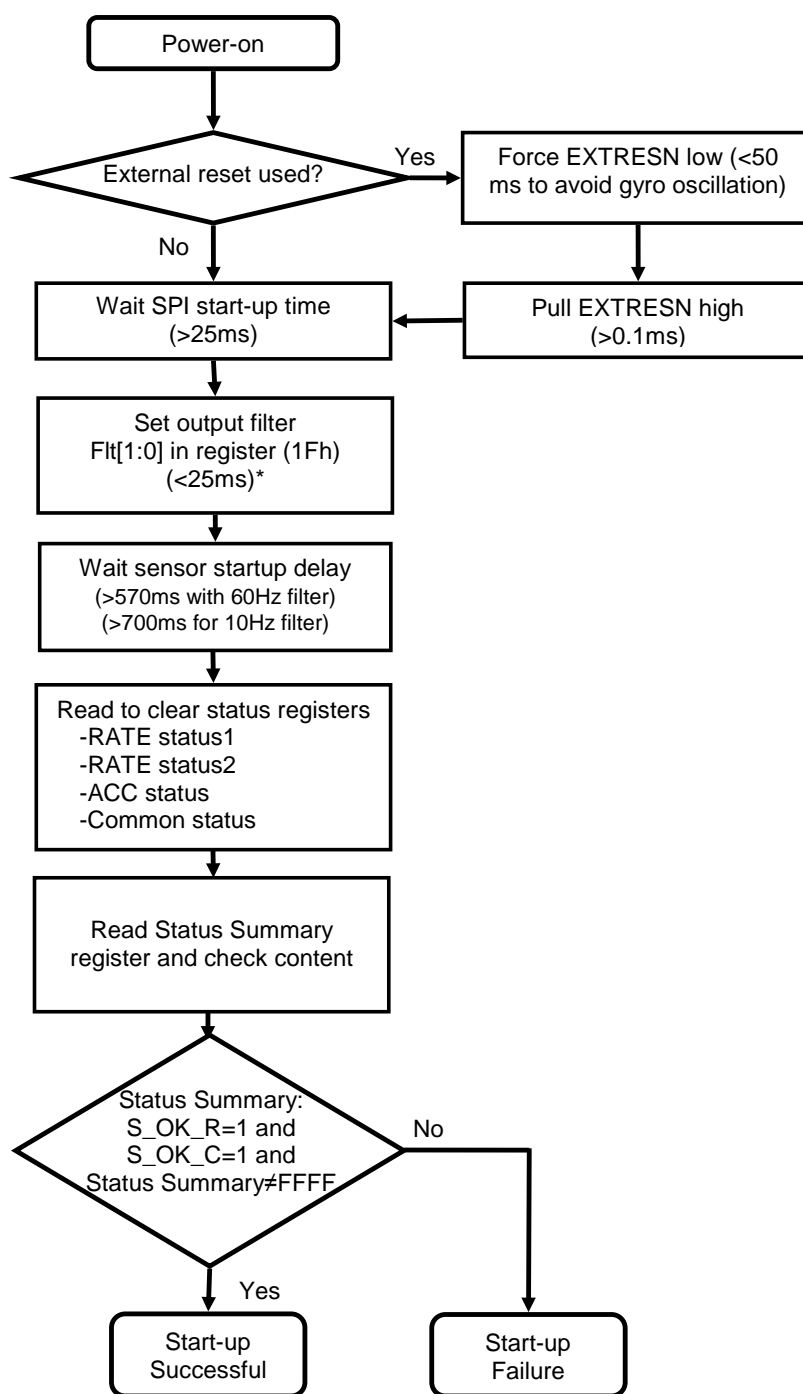 Power-on
External reset used?
Yes
Force EXTRESN low (<50
ms to avoid gyro oscillation)
No
Wait SPI start-up time
(>25ms)
Pull EXTRESN high
(>0.1ms)
Set output filter
Flt[1:0] in register (1Fh)
(<25ms)*
Wait sensor startup delay
(>570ms with 60Hz filter)
(>700ms for 10Hz filter)
Read to clear status registers
-RATE status1
-RATE status2
-ACC status
-Common status
Read Status Summary
register and check content
Status Summary:
S_OK_R=1 and
S_OK_C=1 and
Status Summary≠FFFF
No
Yes
Start-up
Successful
Start-up
Failure